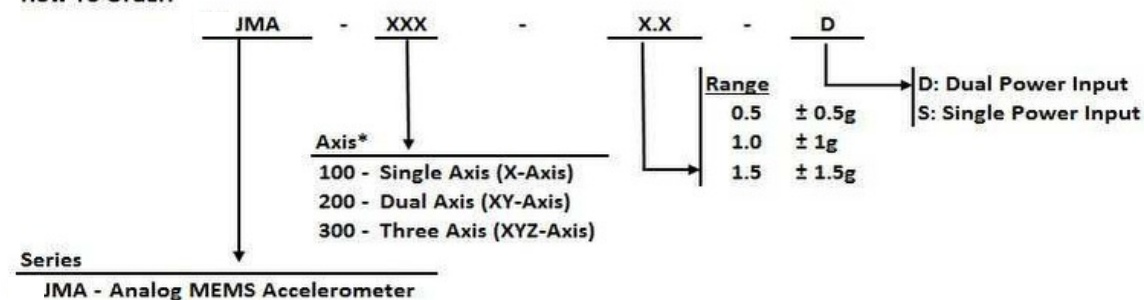 JMA - XXX - X.X - D
Range
0.5 ± 0.5g
1.0 ± 1g
1.5 ± 1.5g
D: Dual Power Input
S: Single Power Input
Axis*
100 - Single Axis (X-Axis)
200 - Dual Axis (XY-Axis)
300 - Three Axis (XYZ-Axis)
Series
JMA - Analog MEMS Accelerometer